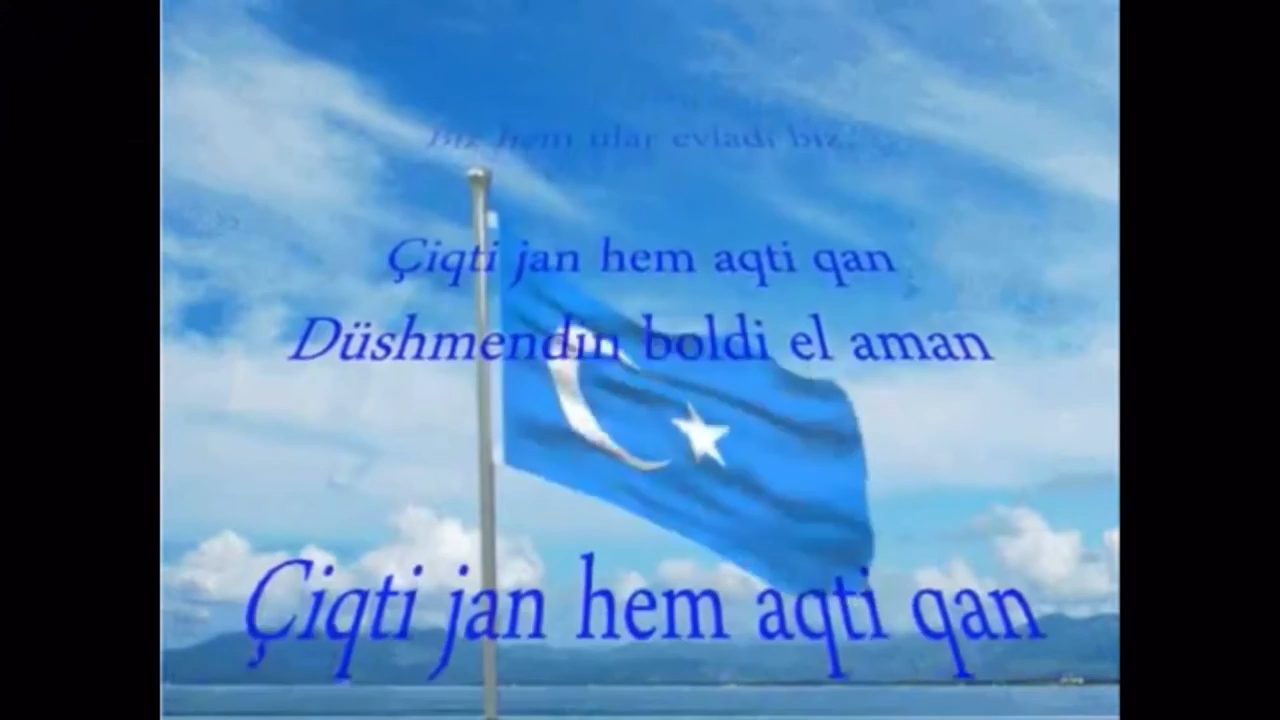 Biz hem ular evladi biz!
Çiqti jan hem aqti qan
Düshmendin boldi el aman
Çiqti jan hem aqti qan